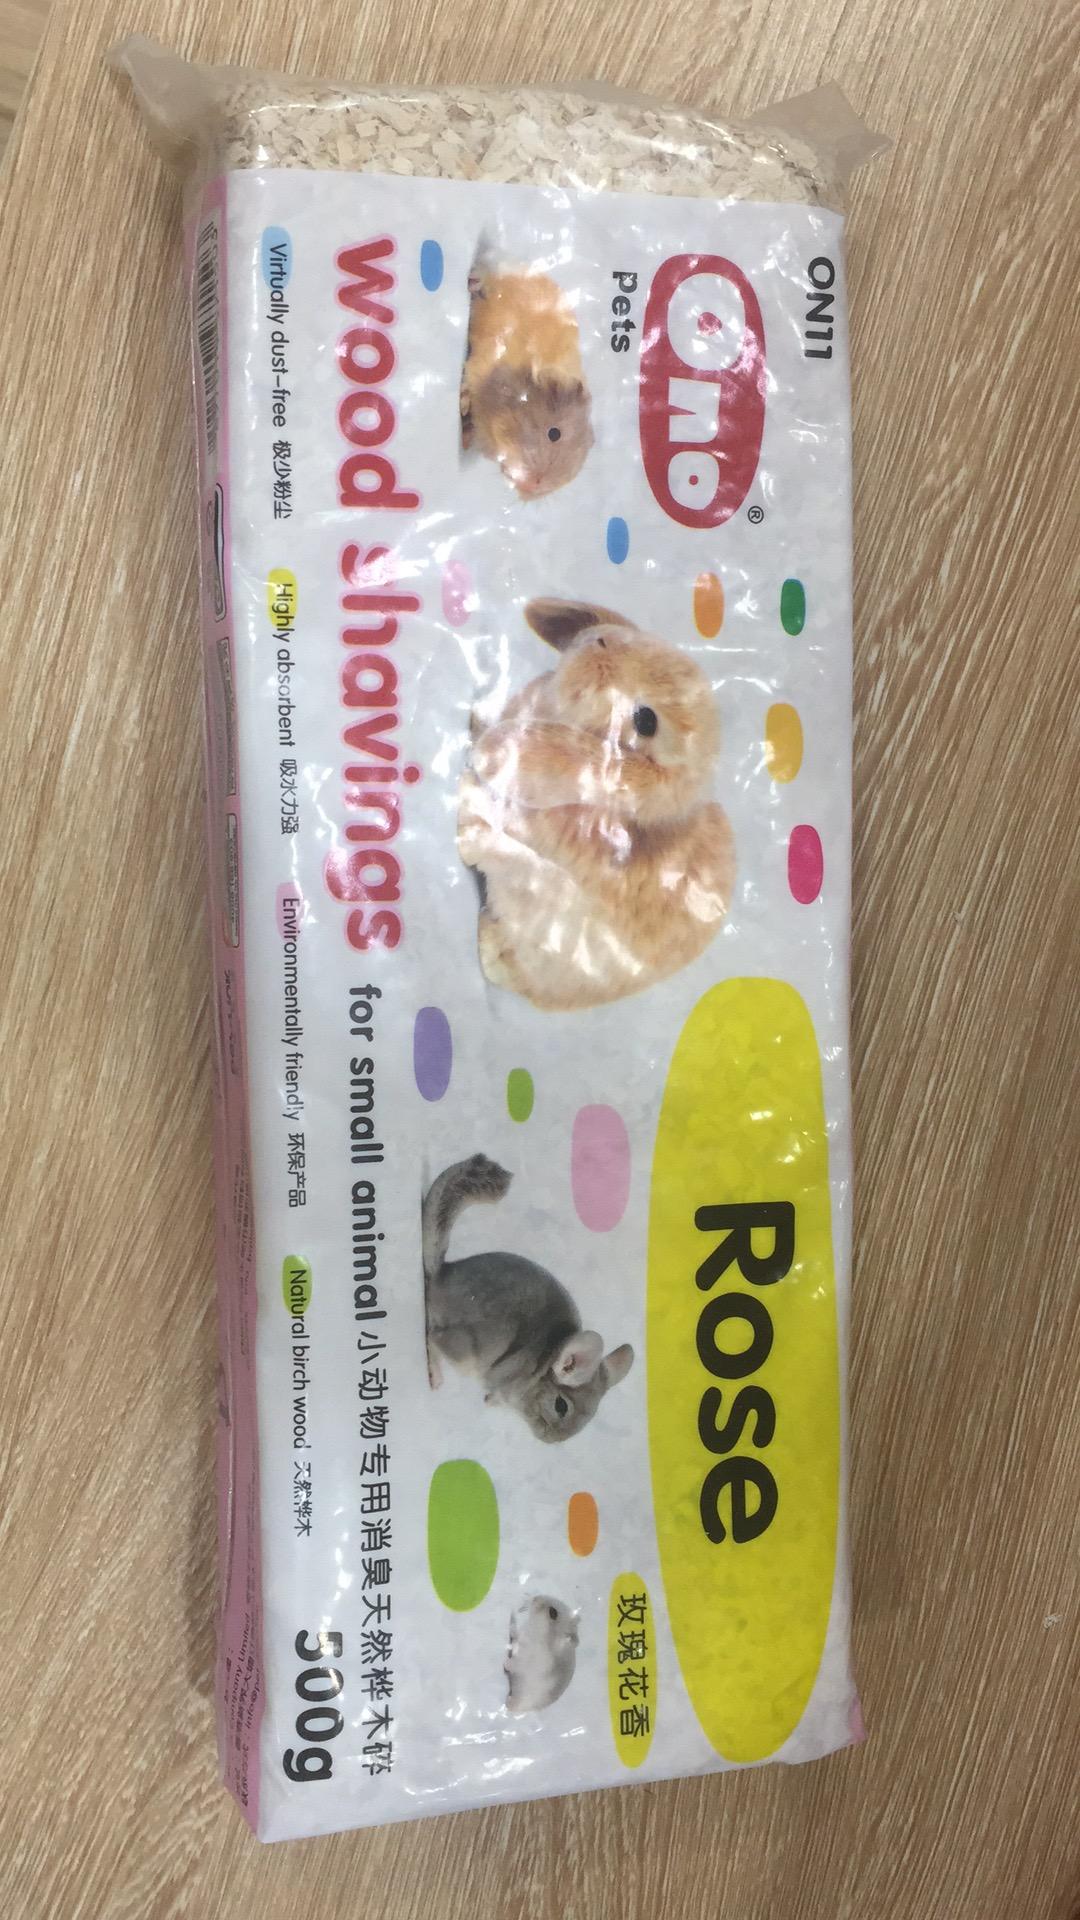 ON11
ono®
Pets
Rose
玫瑰花香
wood shavings for small animal 小动物专用消臭天然桦木碎
Virtually dust-free 极少粉尘
Highly absorbent 吸水力强
Environmentally friendly 环保产品
Natural birch wood 天然桦木
500g